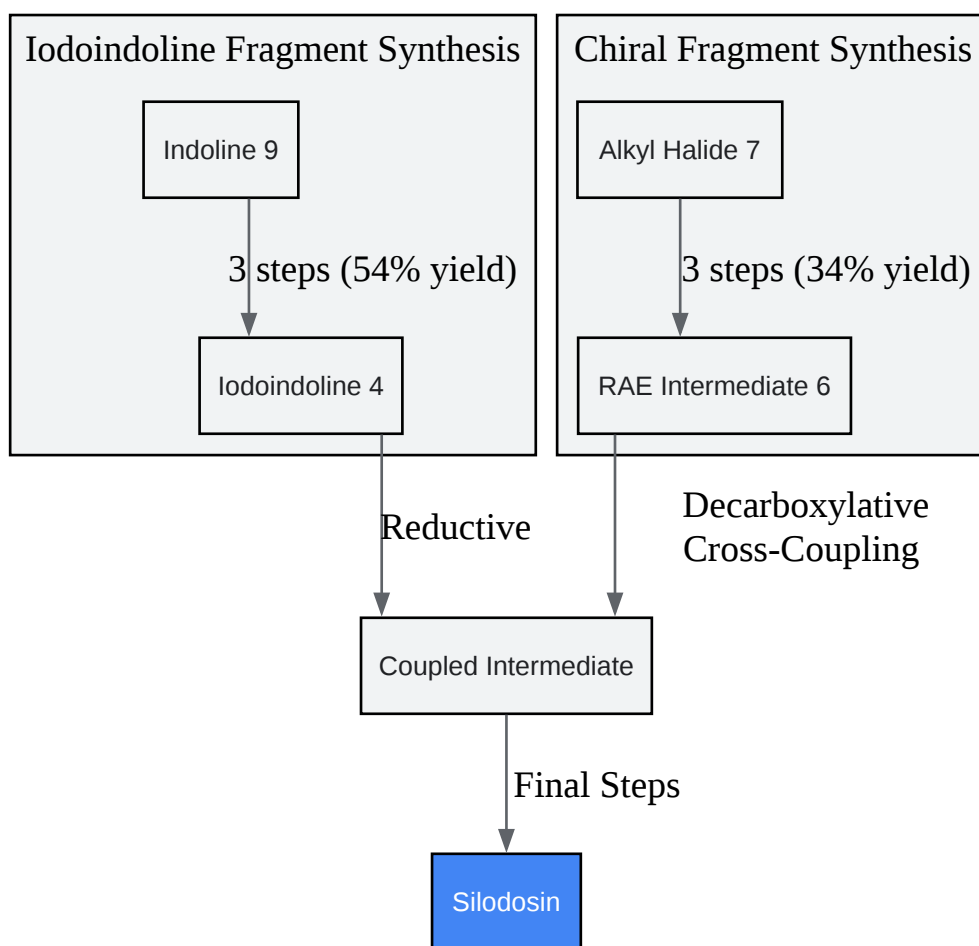 Iodoindoline Fragment Synthesis
Chiral Fragment Synthesis
Indoline 9
Alkyl Halide 7
3 steps (54% yield)
3 steps (34% yield)
Iodoindoline 4
RAE Intermediate 6
Reductive
Decarboxylative
Cross-Coupling
Coupled Intermediate
Final Steps
Silodosin